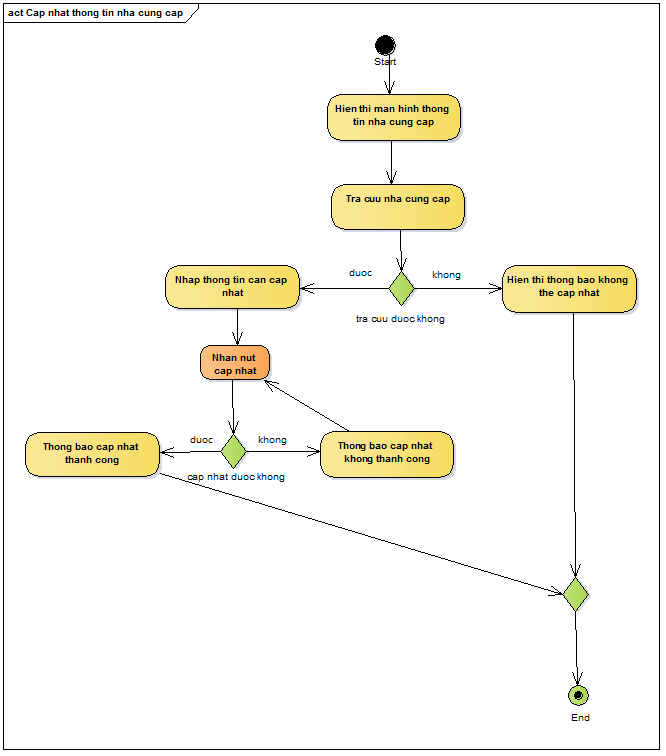 act Cap nhat thong tin nha cung cap
Start
Hien thi man hinh thong
tin nha cung cap
Tra cuu nha cung cap
duoc
khong
Nhap thong tin can cap
nhat
Hien thi thong bao khong
the cap nhat
tra cuu duoc khong
Nhan nut
cap nhat
duoc
khong
Thong bao cap nhat
thanh cong
Thong bao cap nhat
khong thanh cong
cap nhat duoc khong
End